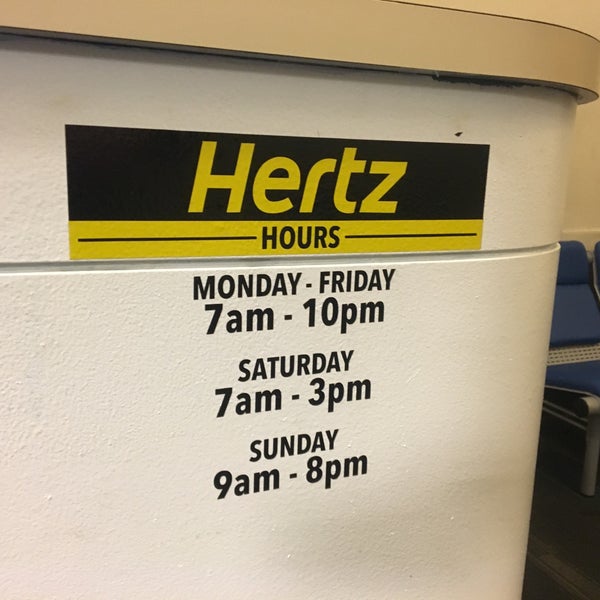 Hertz
HOURS
MONDAY - FRIDAY
7am - 10pm
SATURDAY
7am - 3pm
SUNDAY
9am - 8pm